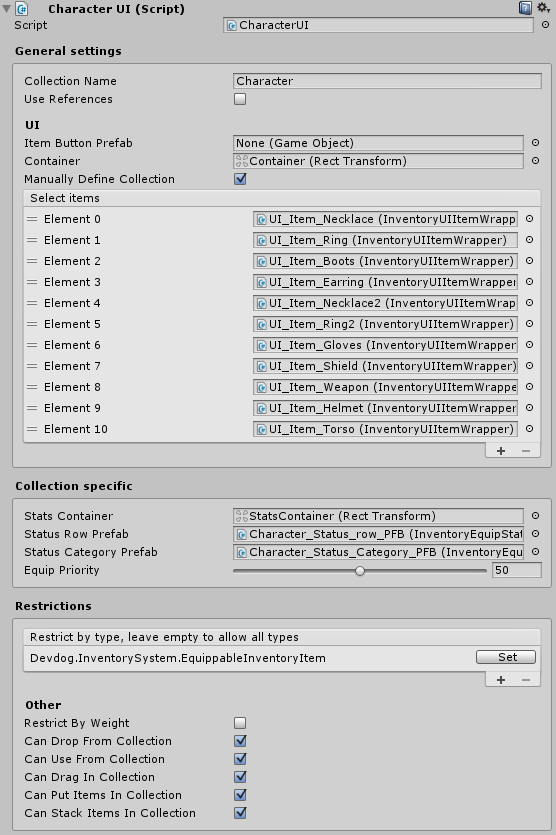 Character UI (Script)
Script CharacterUI
General settings
Collection Name Character
Use References
UI
Item Button Prefab None (Game Object)
Container Container (Rect Transform)
Manually Define Collection
Select items
Element 0 UI_Item_Necklace (InventoryUIItemWrapp
Element 1 UI_Item_Ring (InventoryUIItemWrapper)
Element 2 UI_Item_Boots (InventoryUIItemWrapper)
Element 3 UI_Item_Earring (InventoryUIItemWrapper
Element 4 UI_Item_Necklace2 (InventoryUIItemWrap
Element 5 UI_Item_Ring2 (InventoryUIItemWrapper)
Element 6 UI_Item_Gloves (InventoryUIItemWrapper
Element 7 UI_Item_Shield (InventoryUIItemWrapper)
Element 8 UI_Item_Weapon (InventoryUIItemWrappe
Element 9 UI_Item_Helmet (InventoryUIItemWrapper
Element 10 UI_Item_Torso (InventoryUIItemWrapper)
+ −
Collection specific
Stats Container StatsContainer (Rect Transform)
Status Row Prefab Character_Status_row_PFB (InventoryEquipStat
Status Category Prefab Character_Status_Category_PFB (InventoryEqu
Equip Priority 50
Restrictions
Restrict by type, leave empty to allow all types
Devdog.InventorySystem.EquippableInventoryItem Set
+ −
Other
Restrict By Weight
Can Drop From Collection
Can Use From Collection
Can Drag In Collection
Can Put Items In Collection
Can Stack Items In Collection